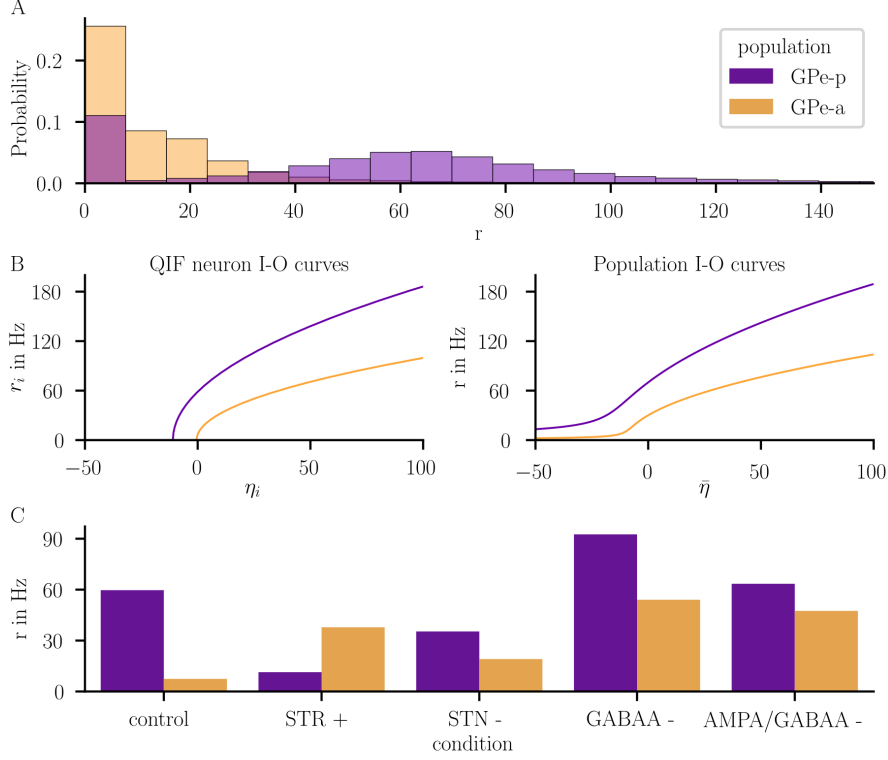 A
Probability
0.2
0.1
0.0
population
GPe-p
GPe-a
0 20 40 60 80 100 120 140
r
B
QIF neuron I-O curves
r_i in Hz
180
120
60
0
−50 0 50 100
η_i
Population I-O curves
r in Hz
180
120
60
0
−50 0 50 100
η̄
C
r in Hz
90
60
30
0
control STR + STN - GABAA - AMPA/GABAA -
condition